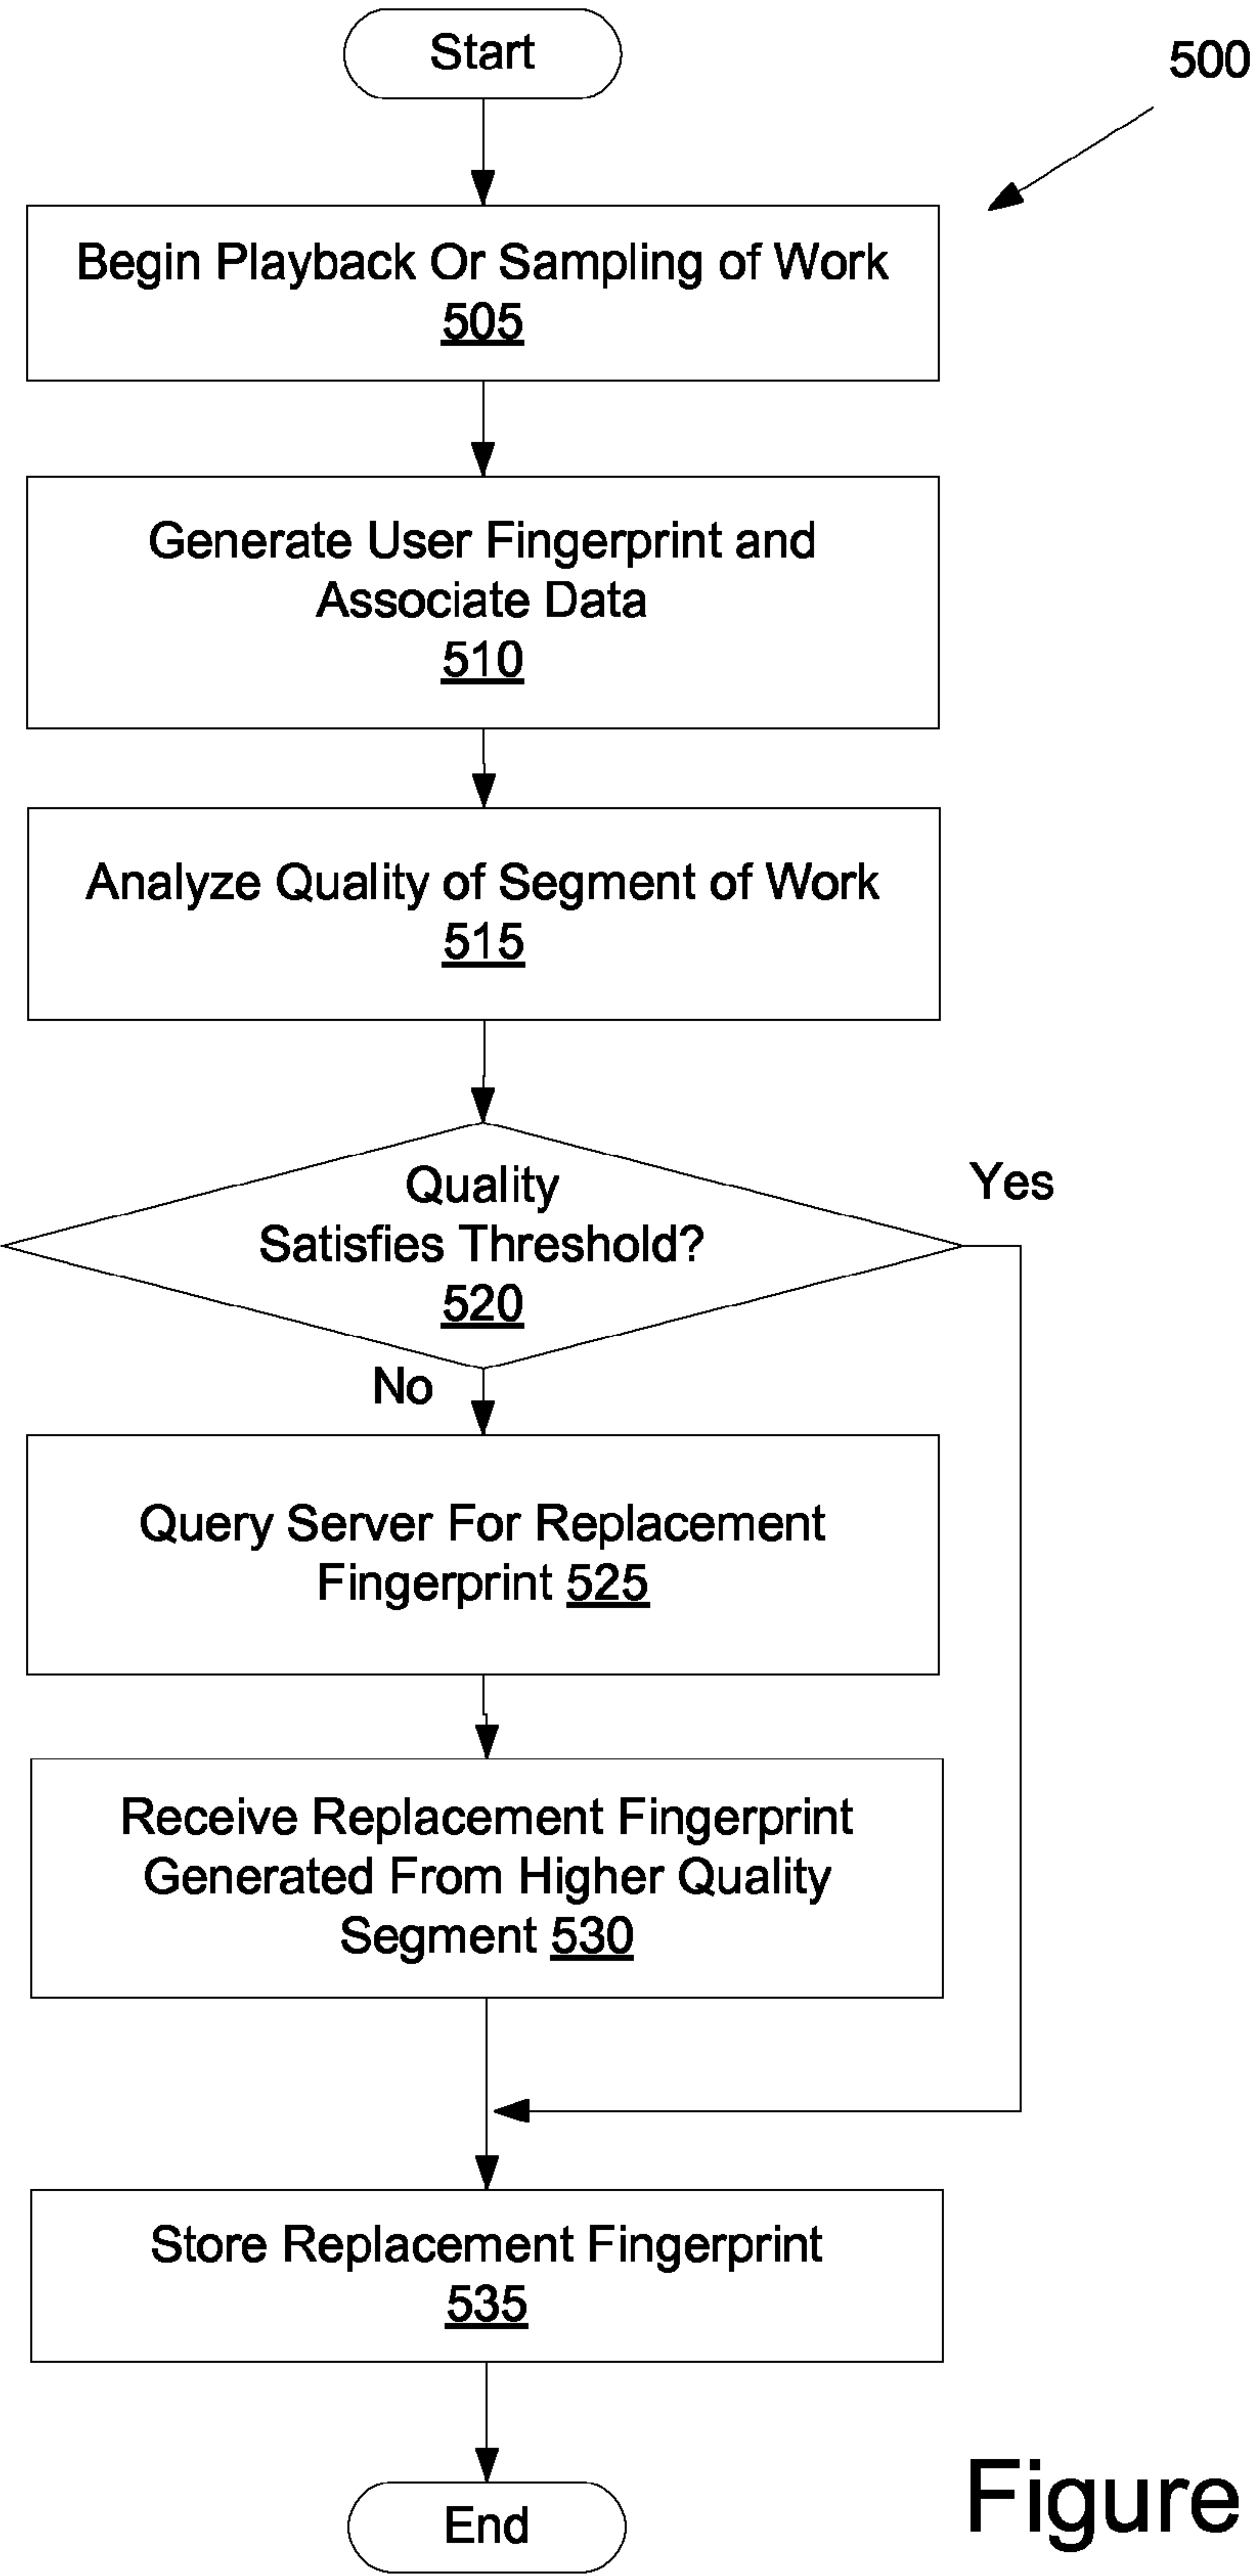 Start
500
Begin Playback Or Sampling of Work
505
Generate User Fingerprint and
Associate Data
510
Analyze Quality of Segment of Work
515
Quality
Satisfies Threshold?
520
Yes
No
Query Server For Replacement
Fingerprint 525
Receive Replacement Fingerprint
Generated From Higher Quality
Segment 530
Store Replacement Fingerprint
535
End
Figure